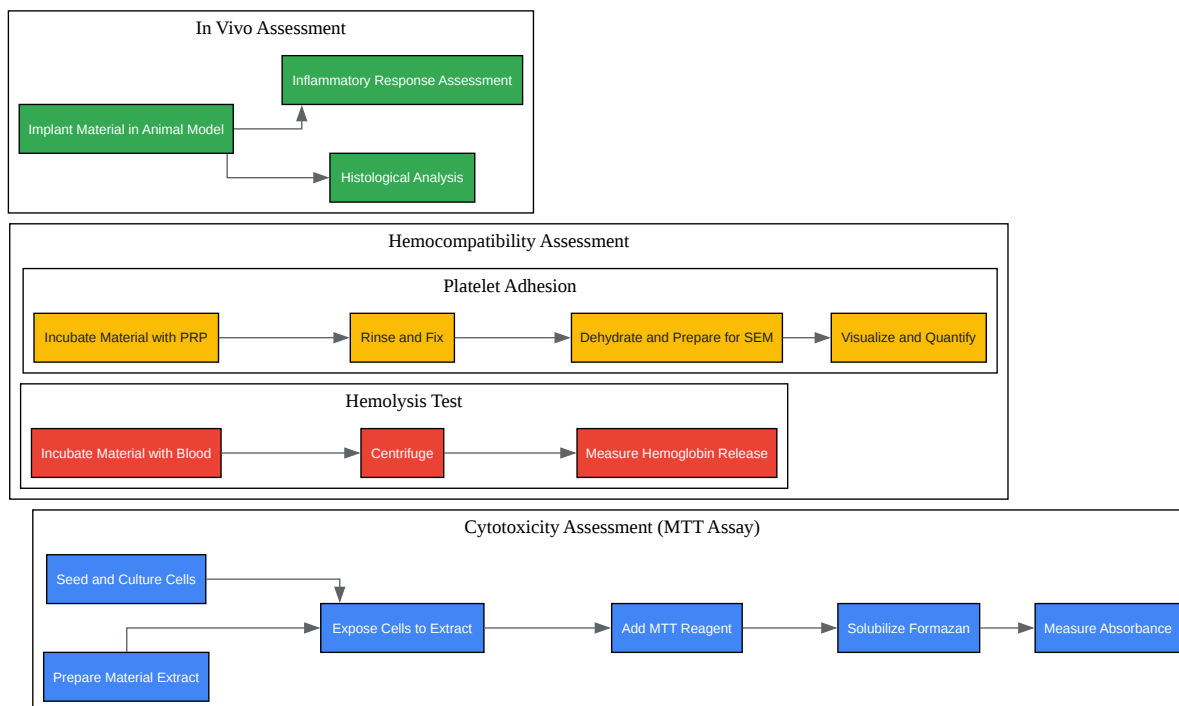 In Vivo Assessment
Inflammatory Response Assessment
Implant Material in Animal Model
Histological Analysis
Hemocompatibility Assessment
Platelet Adhesion
Incubate Material with PRP
Rinse and Fix
Dehydrate and Prepare for SEM
Visualize and Quantify
Hemolysis Test
Incubate Material with Blood
Centrifuge
Measure Hemoglobin Release
Cytotoxicity Assessment (MTT Assay)
Seed and Culture Cells
Expose Cells to Extract
Add MTT Reagent
Solubilize Formazan
Measure Absorbance
Prepare Material Extract